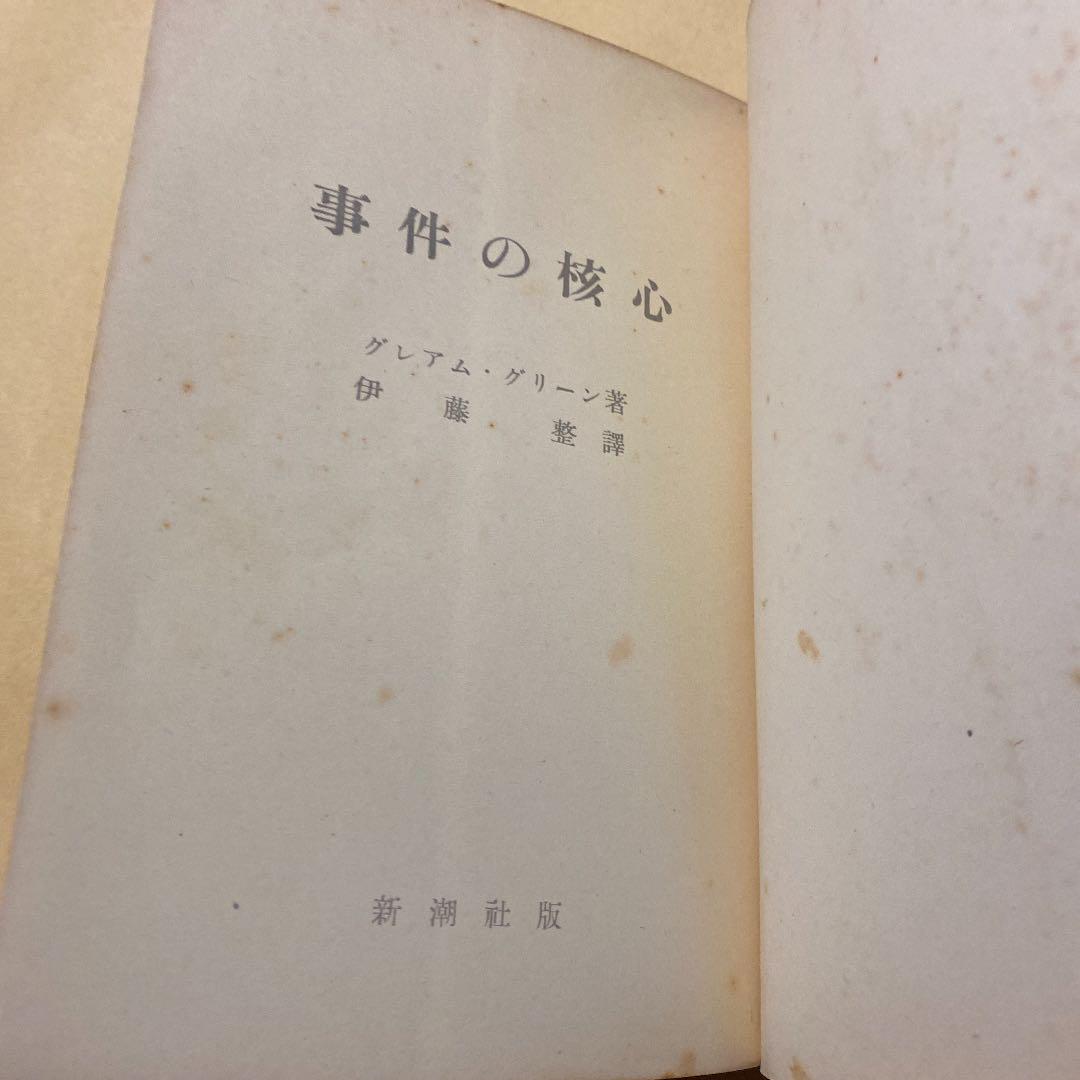 事件の核心
グレアム・グリーン著
伊藤整譯
新潮社版